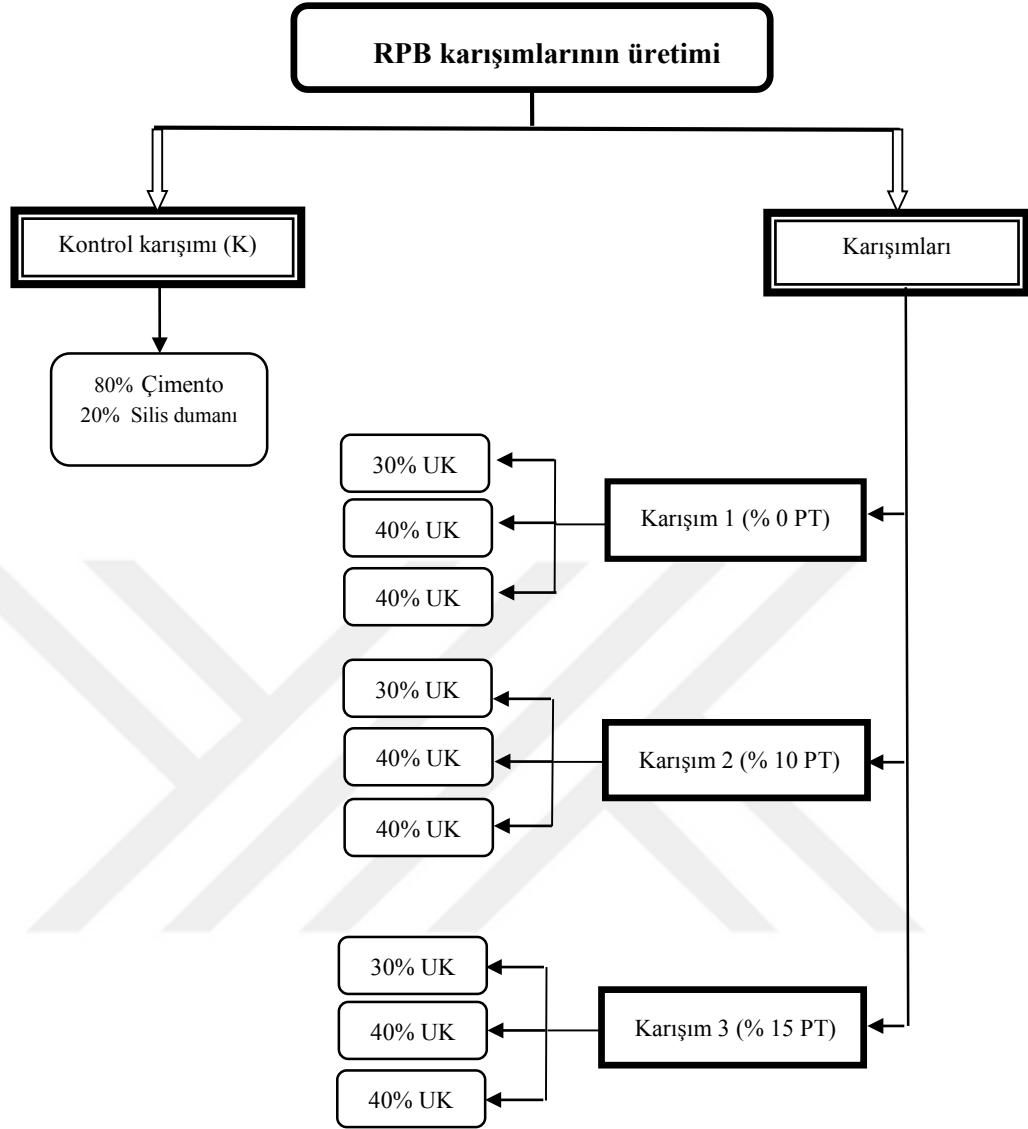 RPB karışımlarının üretimi
Kontrol karışımı (K)
Karışımları
80% Çimento
20% Silis dumanı
30% UK
40% UK
40% UK
Karışım 1 (% 0 PT)
30% UK
40% UK
40% UK
Karışım 2 (% 10 PT)
30% UK
40% UK
40% UK
Karışım 3 (% 15 PT)